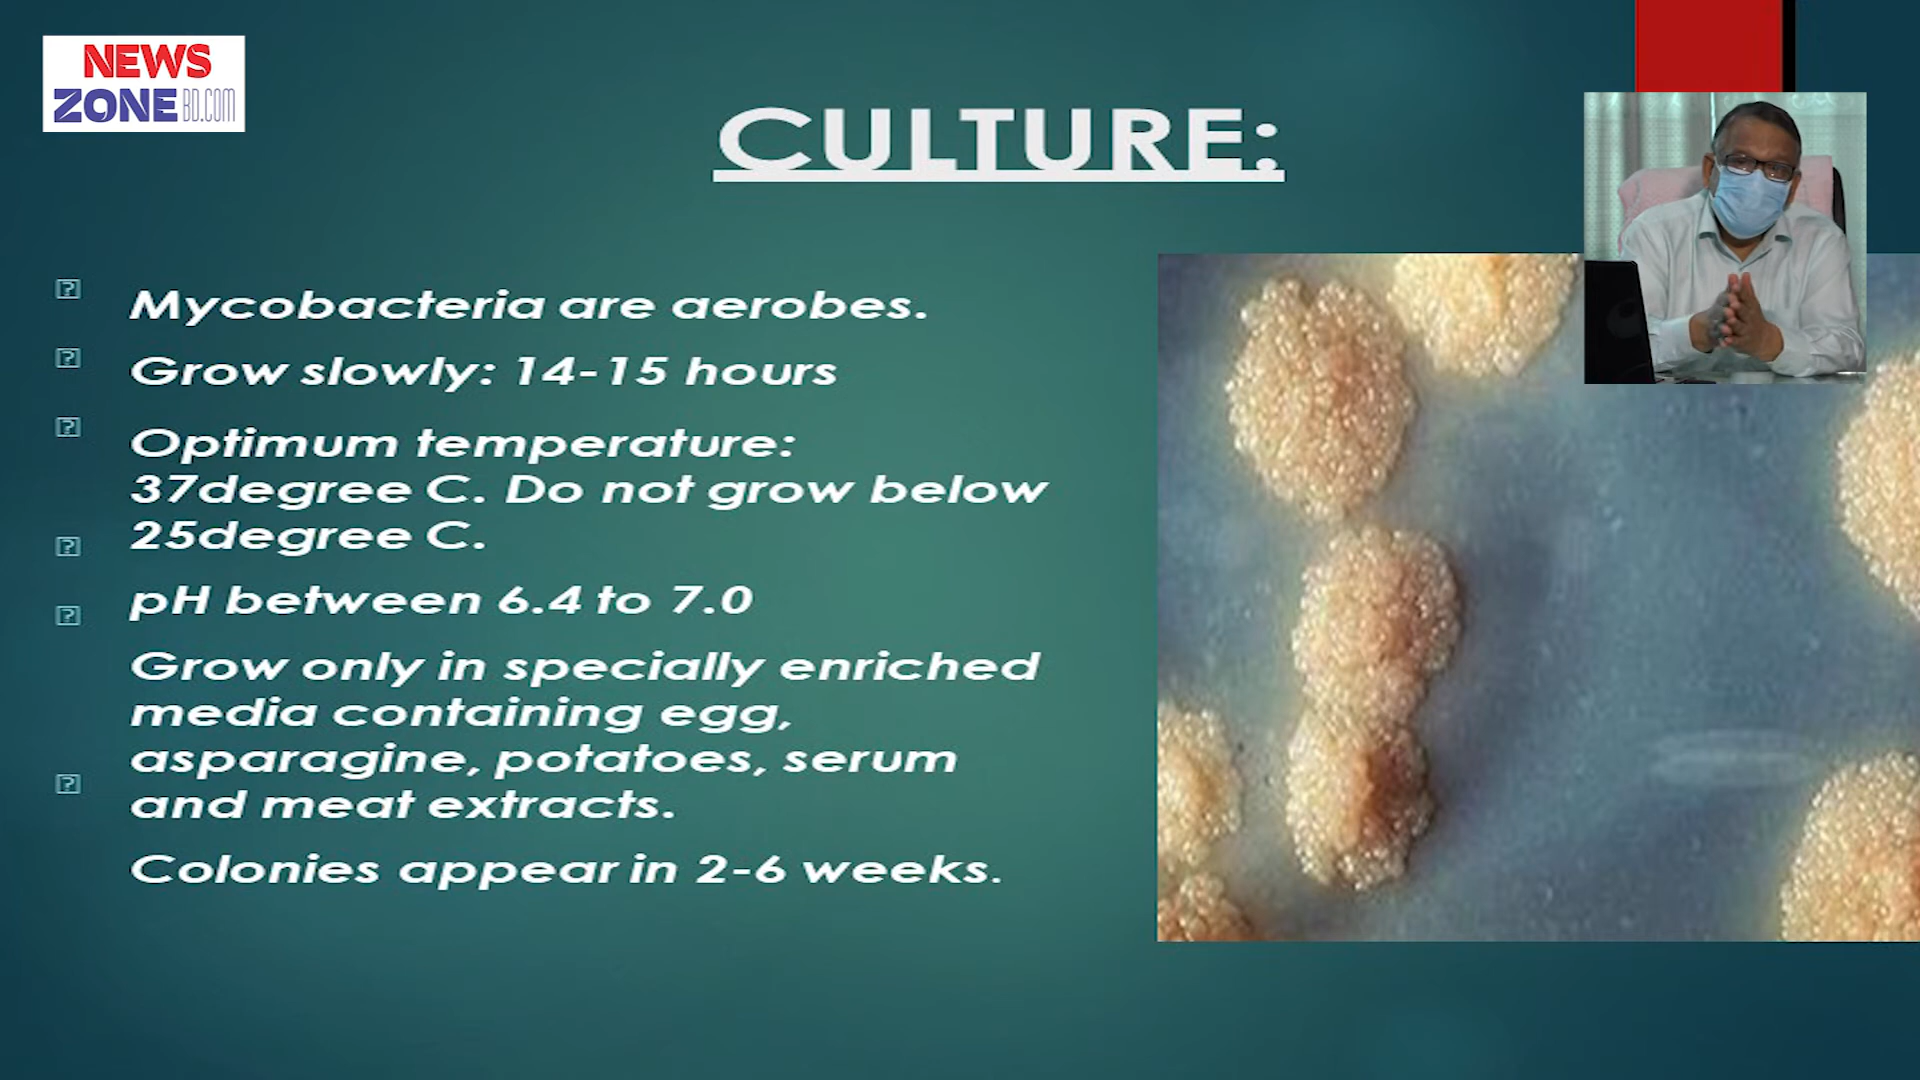 NEWS
ZONE BD.COM
CULTURE:
Mycobacteria are aerobes.
Grow slowly: 14-15 hours
Optimum temperature:
37degree C. Do not grow below
25degree C.
pH between 6.4 to 7.0
Grow only in specially enriched
media containing egg,
asparagine, potatoes, serum
and meat extracts.
Colonies appear in 2-6 weeks.